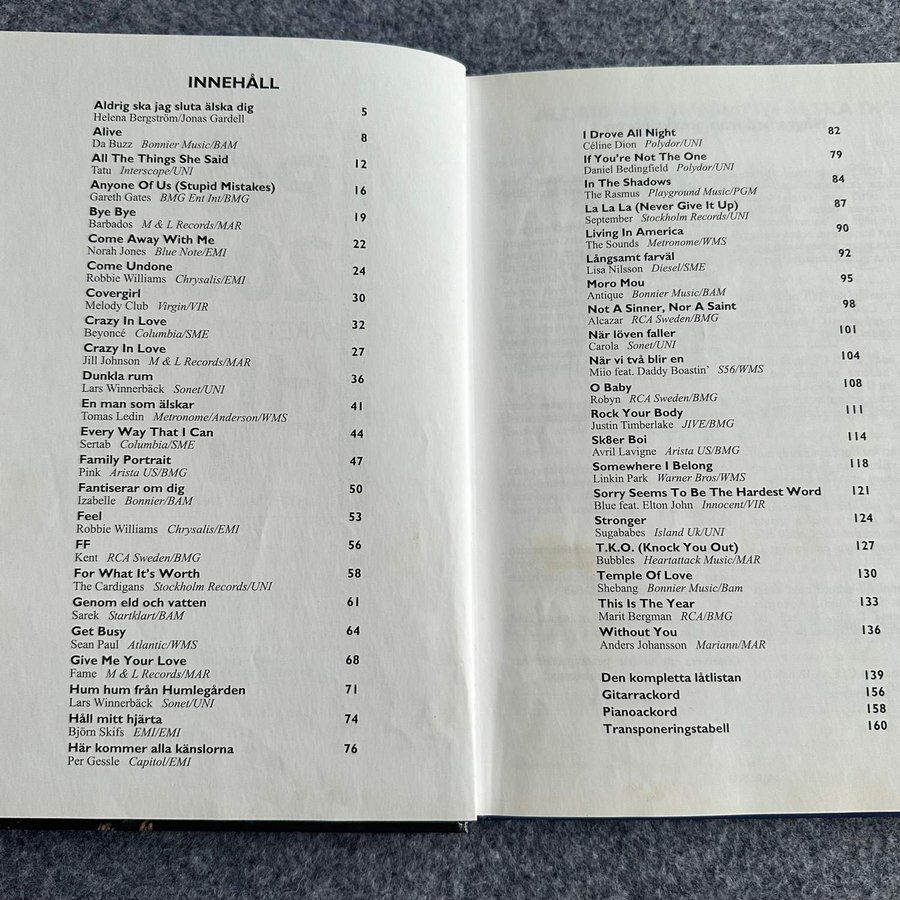 INNEHÅLL
Aldrig ska jag sluta älska dig 5
Helena Bergström/Jonas Gardell
Alive 8
Da Buzz Bonnier Music/BAM
All The Things She Said 12
Tatu Interscope/UNI
Anyone Of Us (Stupid Mistakes) 16
Gareth Gates BMG Ent Int/BMG
Bye Bye 19
Barbados M & L Records/MAR
Come Away With Me 22
Norah Jones Blue Note/EMI
Come Undone 24
Robbie Williams Chrysalis/EMI
Covergirl 30
Melody Club Virgin/VIR
Crazy In Love 32
Beyoncé Columbia/SME
Crazy In Love 27
Jill Johnson M & L Records/MAR
Dunkla rum 36
Lars Winnerbäck Sonet/UNI
En man som älskar 41
Tomas Ledin Metronome/Anderson/WMS
Every Way That I Can 44
Sertab Columbia/SME
Family Portrait 47
Pink Arista US/BMG
Fantiserar om dig 50
Izabelle Bonnier/BAM
Feel 53
Robbie Williams Chrysalis/EMI
FF 56
Kent RCA Sweden/BMG
For What It's Worth 58
The Cardigans Stockholm Records/UNI
Genom eld och vatten 61
Sarek Startklart/BAM
Get Busy 64
Sean Paul Atlantic/WMS
Give Me Your Love 68
Fame M & L Records/MAR
Hum hum från Humlegården 71
Lars Winnerbäck Sonet/UNI
Håll mitt hjärta 74
Björn Skifs EMI/EMI
Här kommer alla känslorna 76
Per Gessle Capitol/EMI
I Drove All Night 82
Céline Dion Polydor/UNI
If You're Not The One 79
Daniel Bedingfield Polydor/UNI
In The Shadows 84
The Rasmus Playground Music/PGM
La La La (Never Give It Up) 87
September Stockholm Records/UNI
Living In America 90
The Sounds Metronome/WMS
Långsamt farväl 92
Lisa Nilsson Diesel/SME
Moro Mou 95
Antique Bonnier Music/BAM
Not A Sinner, Nor A Saint 98
Alcazar RCA Sweden/BMG
När löven faller 101
Carola Sonet/UNI
När vi två blir en 104
Miio feat. Daddy Boastin' S56/WMS
O Baby 108
Robyn RCA Sweden/BMG
Rock Your Body 111
Justin Timberlake JIVE/BMG
Sk8er Boi 114
Avril Lavigne Arista US/BMG
Somewhere I Belong 118
Linkin Park Warner Bros/WMS
Sorry Seems To Be The Hardest Word 121
Blue feat. Elton John Innocent/VIR
Stronger 124
Sugababes Island Uk/UNI
T.K.O. (Knock You Out) 127
Bubbles Heartattack Music/MAR
Temple Of Love 130
Shebang Bonnier Music/Bam
This Is The Year 133
Marit Bergman RCA/BMG
Without You 136
Anders Johansson Mariann/MAR
Den kompletta låtlistan 139
Gitarrackord 156
Pianoackord 158
Transponeringstabell 160